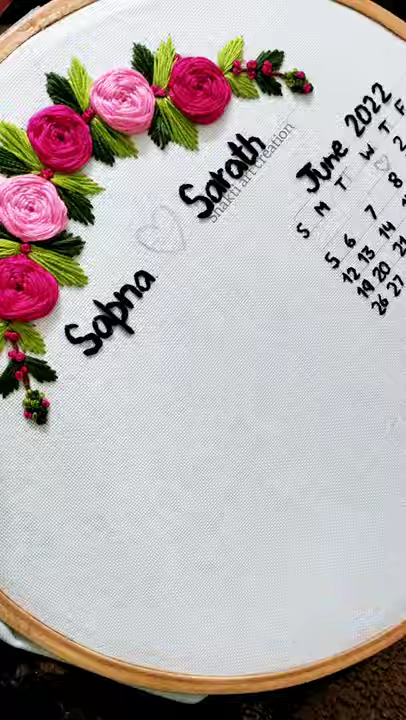 Sarath
Sapna
Shakti art creation
June 2022
S M T W T F
2
5 6 7 8
12 13 14
19 20 21
26 27